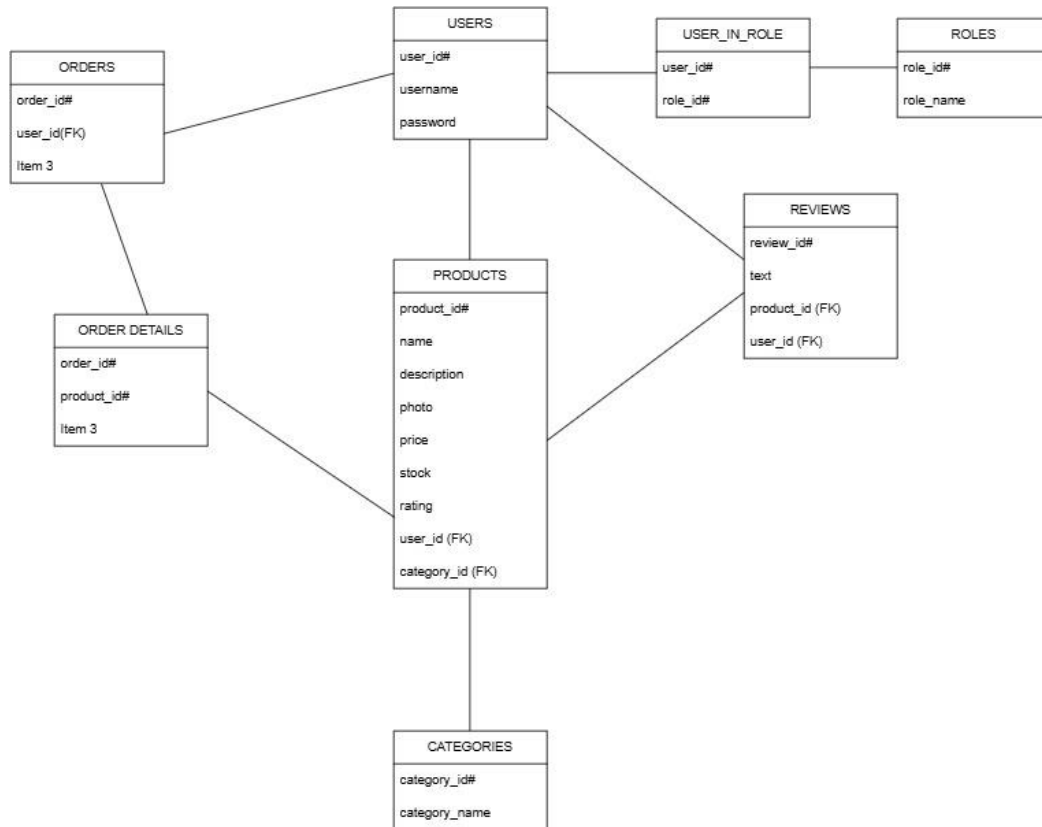 USERS
user_id#
username
password
USER_IN_ROLE
user_id#
role_id#
ROLES
role_id#
role_name
ORDERS
order_id#
user_id(FK)
Item 3
REVIEWS
review_id#
text
product_id (FK)
user_id (FK)
PRODUCTS
product_id#
name
description
photo
price
stock
rating
user_id (FK)
category_id (FK)
ORDER DETAILS
order_id#
product_id#
Item 3
CATEGORIES
category_id#
category_name